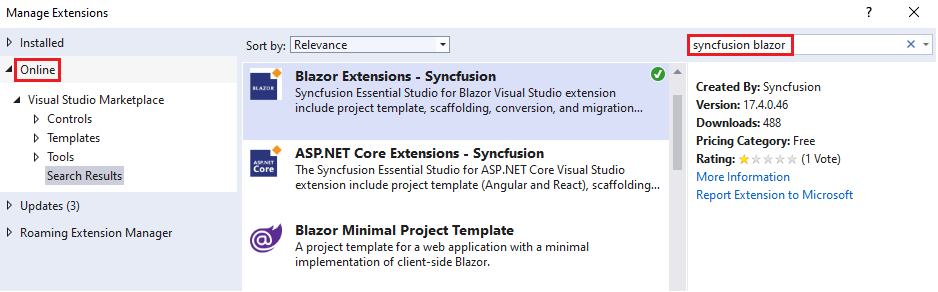 Manage Extensions
? ✕
Installed
Online
Visual Studio Marketplace
Controls
Templates
Tools
Search Results
Updates (3)
Roaming Extension Manager
Sort by: Relevance
BLAZOR
Blazor Extensions - Syncfusion
Syncfusion Essential Studio for Blazor Visual Studio extension
include project template, scaffolding, conversion, and migration...
ASP.NET
Core
ASP.NET Core Extensions - Syncfusion
The Syncfusion Essential Studio for ASP.NET Core Visual Studio
extension include project template (Angular and React), scaffolding...
Blazor Minimal Project Template
A project template for a web application with a minimal
implementation of client-side Blazor.
syncfusion blazor
Created By: Syncfusion
Version: 17.4.0.46
Downloads: 488
Pricing Category: Free
Rating: (1 Vote)
More Information
Report Extension to Microsoft